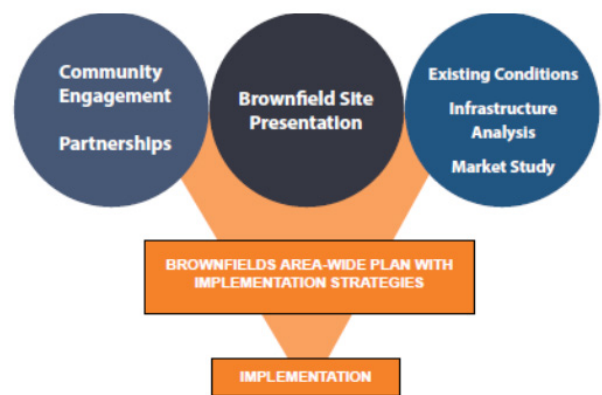 Community
Engagement
Partnerships
Brownfield Site
Presentation
Existing Conditions
Infrastructure
Analysis
Market Study
BROWNFIELDS AREA-WIDE PLAN WITH
IMPLEMENTATION STRATEGIES
IMPLEMENTATION